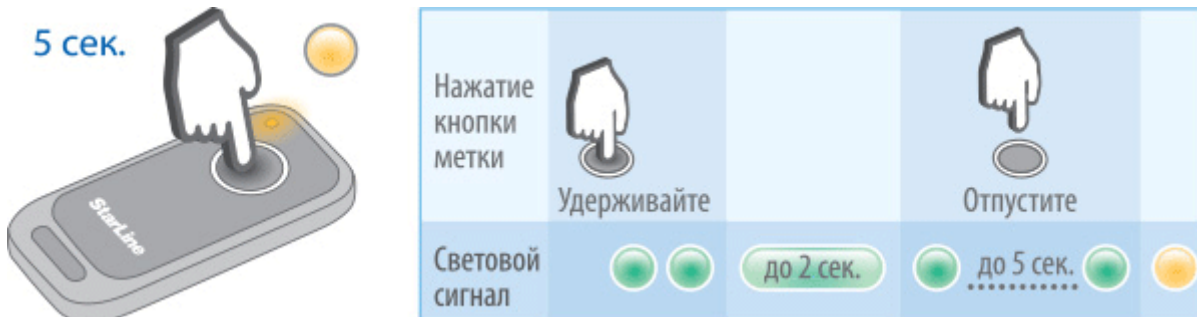 5 сек.
StarLine
Нажатие
кнопки
метки
Удерживайте
Отпустите
Световой
сигнал
до 2 сек.
до 5 сек.